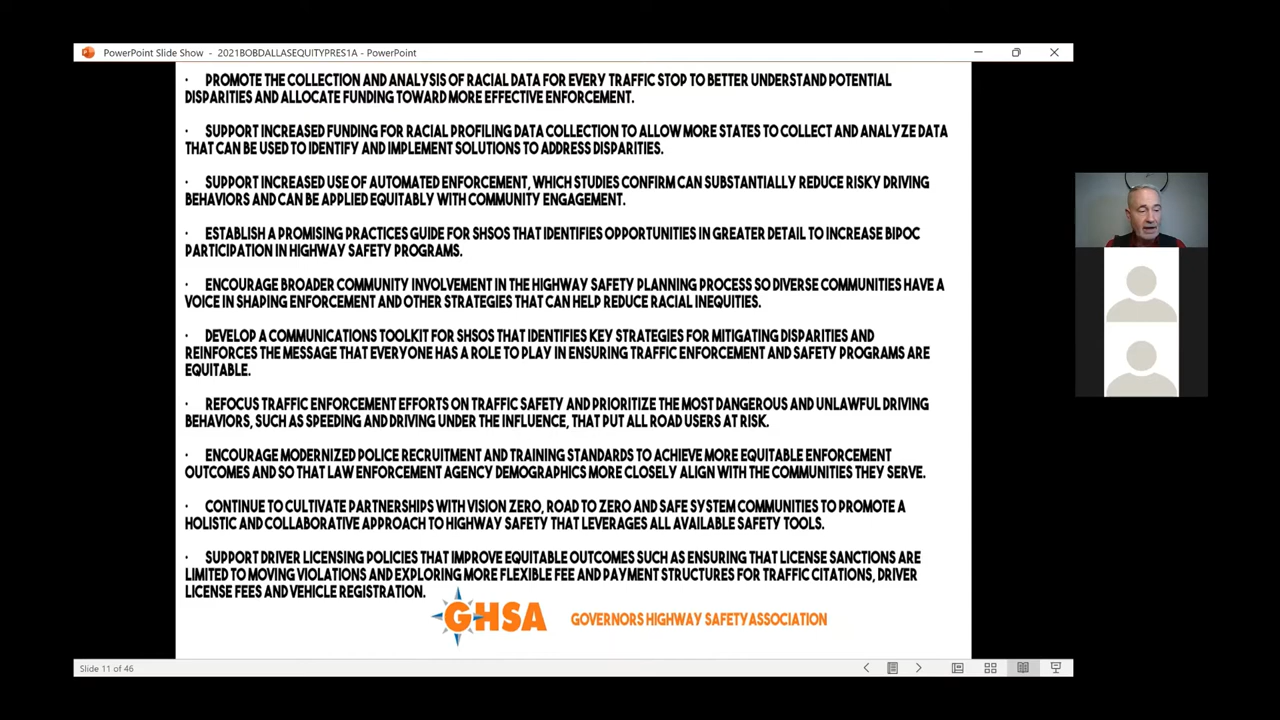 PowerPoint Slide Show - 2021BOBDALLASEQUITYPRES1A - PowerPoint
· PROMOTE THE COLLECTION AND ANALYSIS OF RACIAL DATA FOR EVERY TRAFFIC STOP TO BETTER UNDERSTAND POTENTIAL
DISPARITIES AND ALLOCATE FUNDING TOWARD MORE EFFECTIVE ENFORCEMENT.
· SUPPORT INCREASED FUNDING FOR RACIAL PROFILING DATA COLLECTION TO ALLOW MORE STATES TO COLLECT AND ANALYZE DATA
THAT CAN BE USED TO IDENTIFY AND IMPLEMENT SOLUTIONS TO ADDRESS DISPARITIES.
· SUPPORT INCREASED USE OF AUTOMATED ENFORCEMENT, WHICH STUDIES CONFIRM CAN SUBSTANTIALLY REDUCE RISKY DRIVING
BEHAVIORS AND CAN BE APPLIED EQUITABLY WITH COMMUNITY ENGAGEMENT.
· ESTABLISH A PROMISING PRACTICES GUIDE FOR SHSOS THAT IDENTIFIES OPPORTUNITIES IN GREATER DETAIL TO INCREASE BIPOC
PARTICIPATION IN HIGHWAY SAFETY PROGRAMS.
· ENCOURAGE BROADER COMMUNITY INVOLVEMENT IN THE HIGHWAY SAFETY PLANNING PROCESS SO DIVERSE COMMUNITIES HAVE A
VOICE IN SHAPING ENFORCEMENT AND OTHER STRATEGIES THAT CAN HELP REDUCE RACIAL INEQUITIES.
· DEVELOP A COMMUNICATIONS TOOLKIT FOR SHSOS THAT IDENTIFIES KEY STRATEGIES FOR MITIGATING DISPARITIES AND
REINFORCES THE MESSAGE THAT EVERYONE HAS A ROLE TO PLAY IN ENSURING TRAFFIC ENFORCEMENT AND SAFETY PROGRAMS ARE
EQUITABLE.
· REFOCUS TRAFFIC ENFORCEMENT EFFORTS ON TRAFFIC SAFETY AND PRIORITIZE THE MOST DANGEROUS AND UNLAWFUL DRIVING
BEHAVIORS, SUCH AS SPEEDING AND DRIVING UNDER THE INFLUENCE, THAT PUT ALL ROAD USERS AT RISK.
· ENCOURAGE MODERNIZED POLICE RECRUITMENT AND TRAINING STANDARDS TO ACHIEVE MORE EQUITABLE ENFORCEMENT
OUTCOMES AND SO THAT LAW ENFORCEMENT AGENCY DEMOGRAPHICS MORE CLOSELY ALIGN WITH THE COMMUNITIES THEY SERVE.
· CONTINUE TO CULTIVATE PARTNERSHIPS WITH VISION ZERO, ROAD TO ZERO AND SAFE SYSTEM COMMUNITIES TO PROMOTE A
HOLISTIC AND COLLABORATIVE APPROACH TO HIGHWAY SAFETY THAT LEVERAGES ALL AVAILABLE SAFETY TOOLS.
· SUPPORT DRIVER LICENSING POLICIES THAT IMPROVE EQUITABLE OUTCOMES SUCH AS ENSURING THAT LICENSE SANCTIONS ARE
LIMITED TO MOVING VIOLATIONS AND EXPLORING MORE FLEXIBLE FEE AND PAYMENT STRUCTURES FOR TRAFFIC CITATIONS, DRIVER
LICENSE FEES AND VEHICLE REGISTRATION.
GHSA GOVERNORS HIGHWAY SAFETY ASSOCIATION
Slide 11 of 46